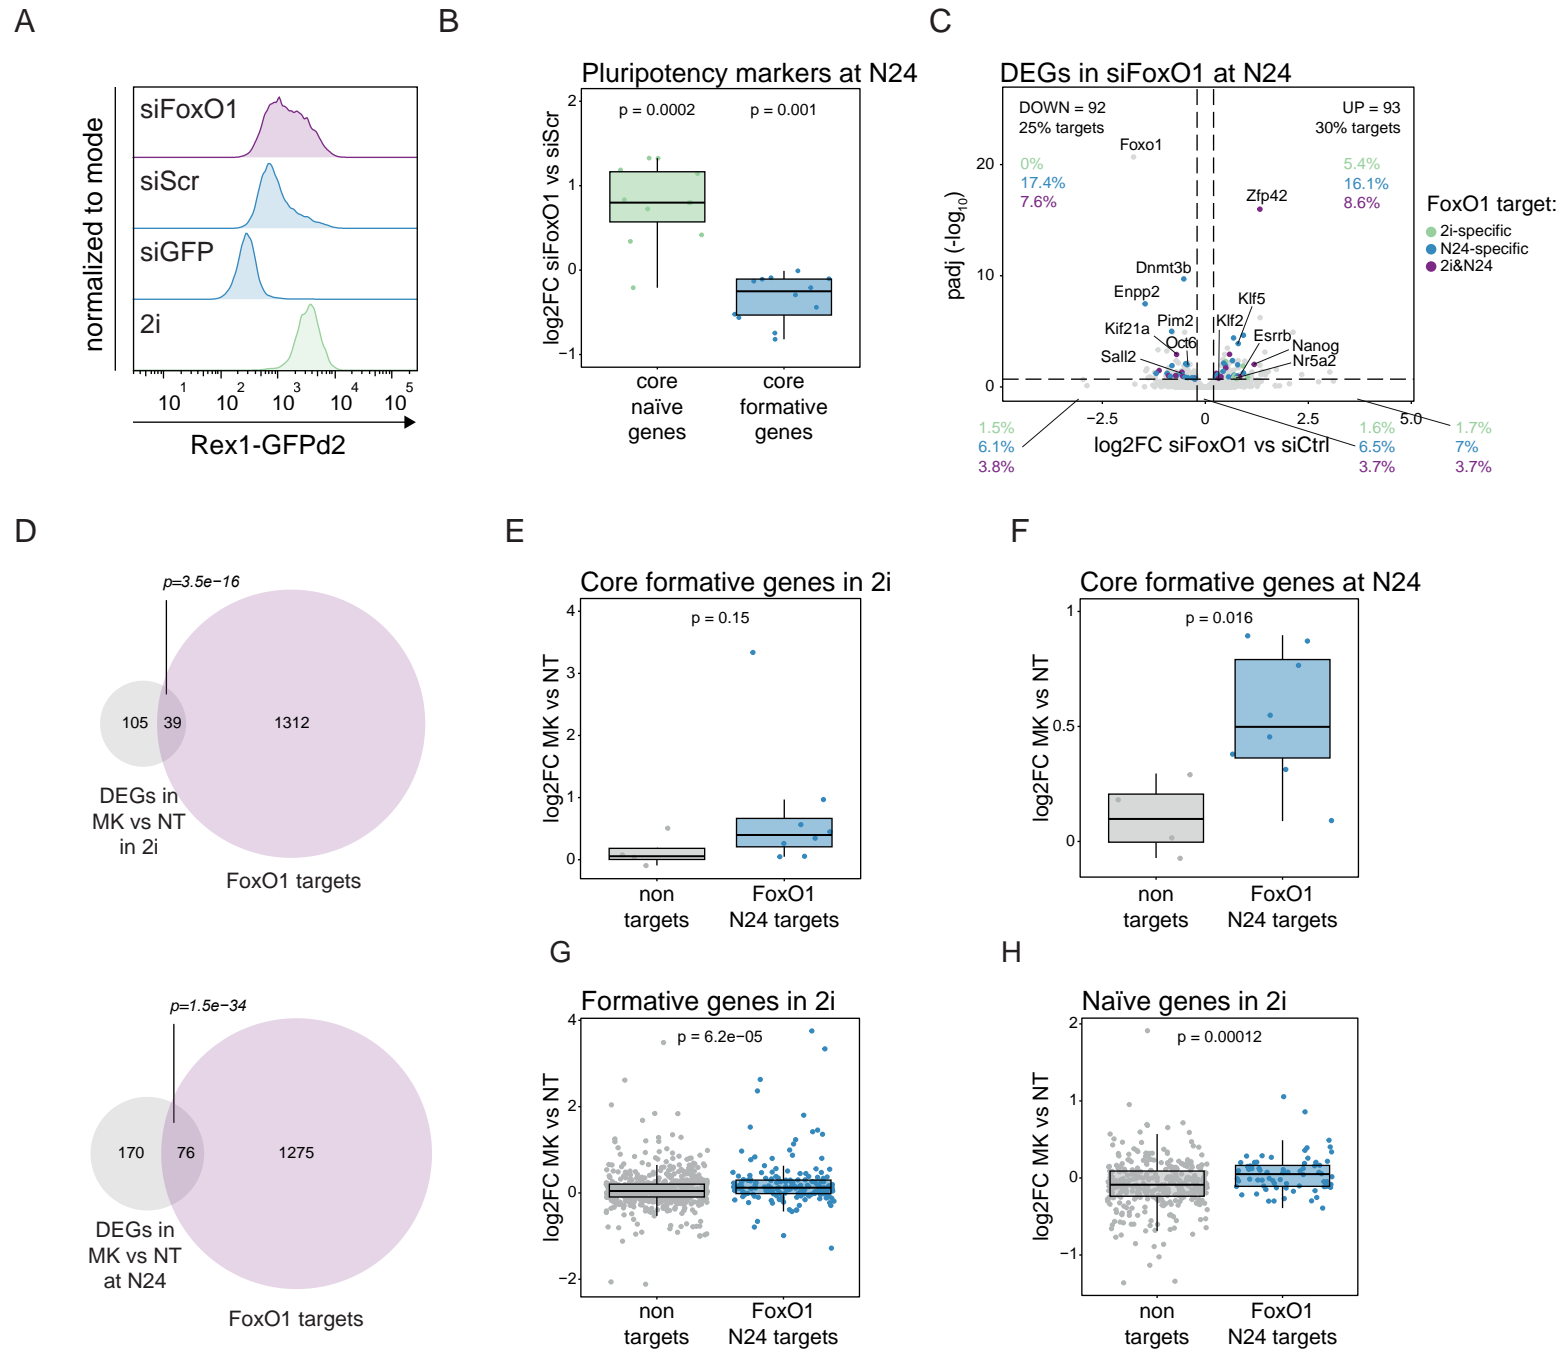 A
normalized to mode
siFoxO1
siScr
siGFP
2i
10 1
10 2
10 3
10 4
10 5
Rex1-GFPd2
B
Pluripotency markers at N24
log2FC siFoxO1 vs siScr
p = 0.0002
p = 0.001
2
1
0
−1
core
naïve
genes
core
formative
genes
C
DEGs in siFoxO1 at N24
padj (-log10)
DOWN = 92
25% targets
0%
17.4%
7.6%
UP = 93
30% targets
5.4%
16.1%
8.6%
Foxo1
Zfp42
Dnmt3b
Enpp2
Klf5
Pim2
Klf2
Kif21a
Oct6
Esrrb
Nanog
Sall2
Nr5a2
20
10
0
−2.5
0
2.5
5.0
log2FC siFoxO1 vs siCtrl
1.5%
6.1%
3.8%
1.6%
6.5%
3.7%
1.7%
7%
3.7%
FoxO1 target:
2i-specific
N24-specific
2i&N24
D
p=3.5e−16
105
39
1312
DEGs in
MK vs NT
in 2i
FoxO1 targets
p=1.5e−34
170
76
1275
DEGs in
MK vs NT
at N24
FoxO1 targets
E
Core formative genes in 2i
log2FC MK vs NT
p = 0.15
4
3
2
1
0
non
targets
FoxO1
N24 targets
F
Core formative genes at N24
log2FC MK vs NT
p = 0.016
1
0.5
0
non
targets
FoxO1
N24 targets
G
Formative genes in 2i
log2FC MK vs NT
p = 6.2e−05
4
2
0
−2
non
targets
FoxO1
N24 targets
H
Naïve genes in 2i
log2FC MK vs NT
p = 0.00012
2
1
0
−1
non
targets
FoxO1
N24 targets